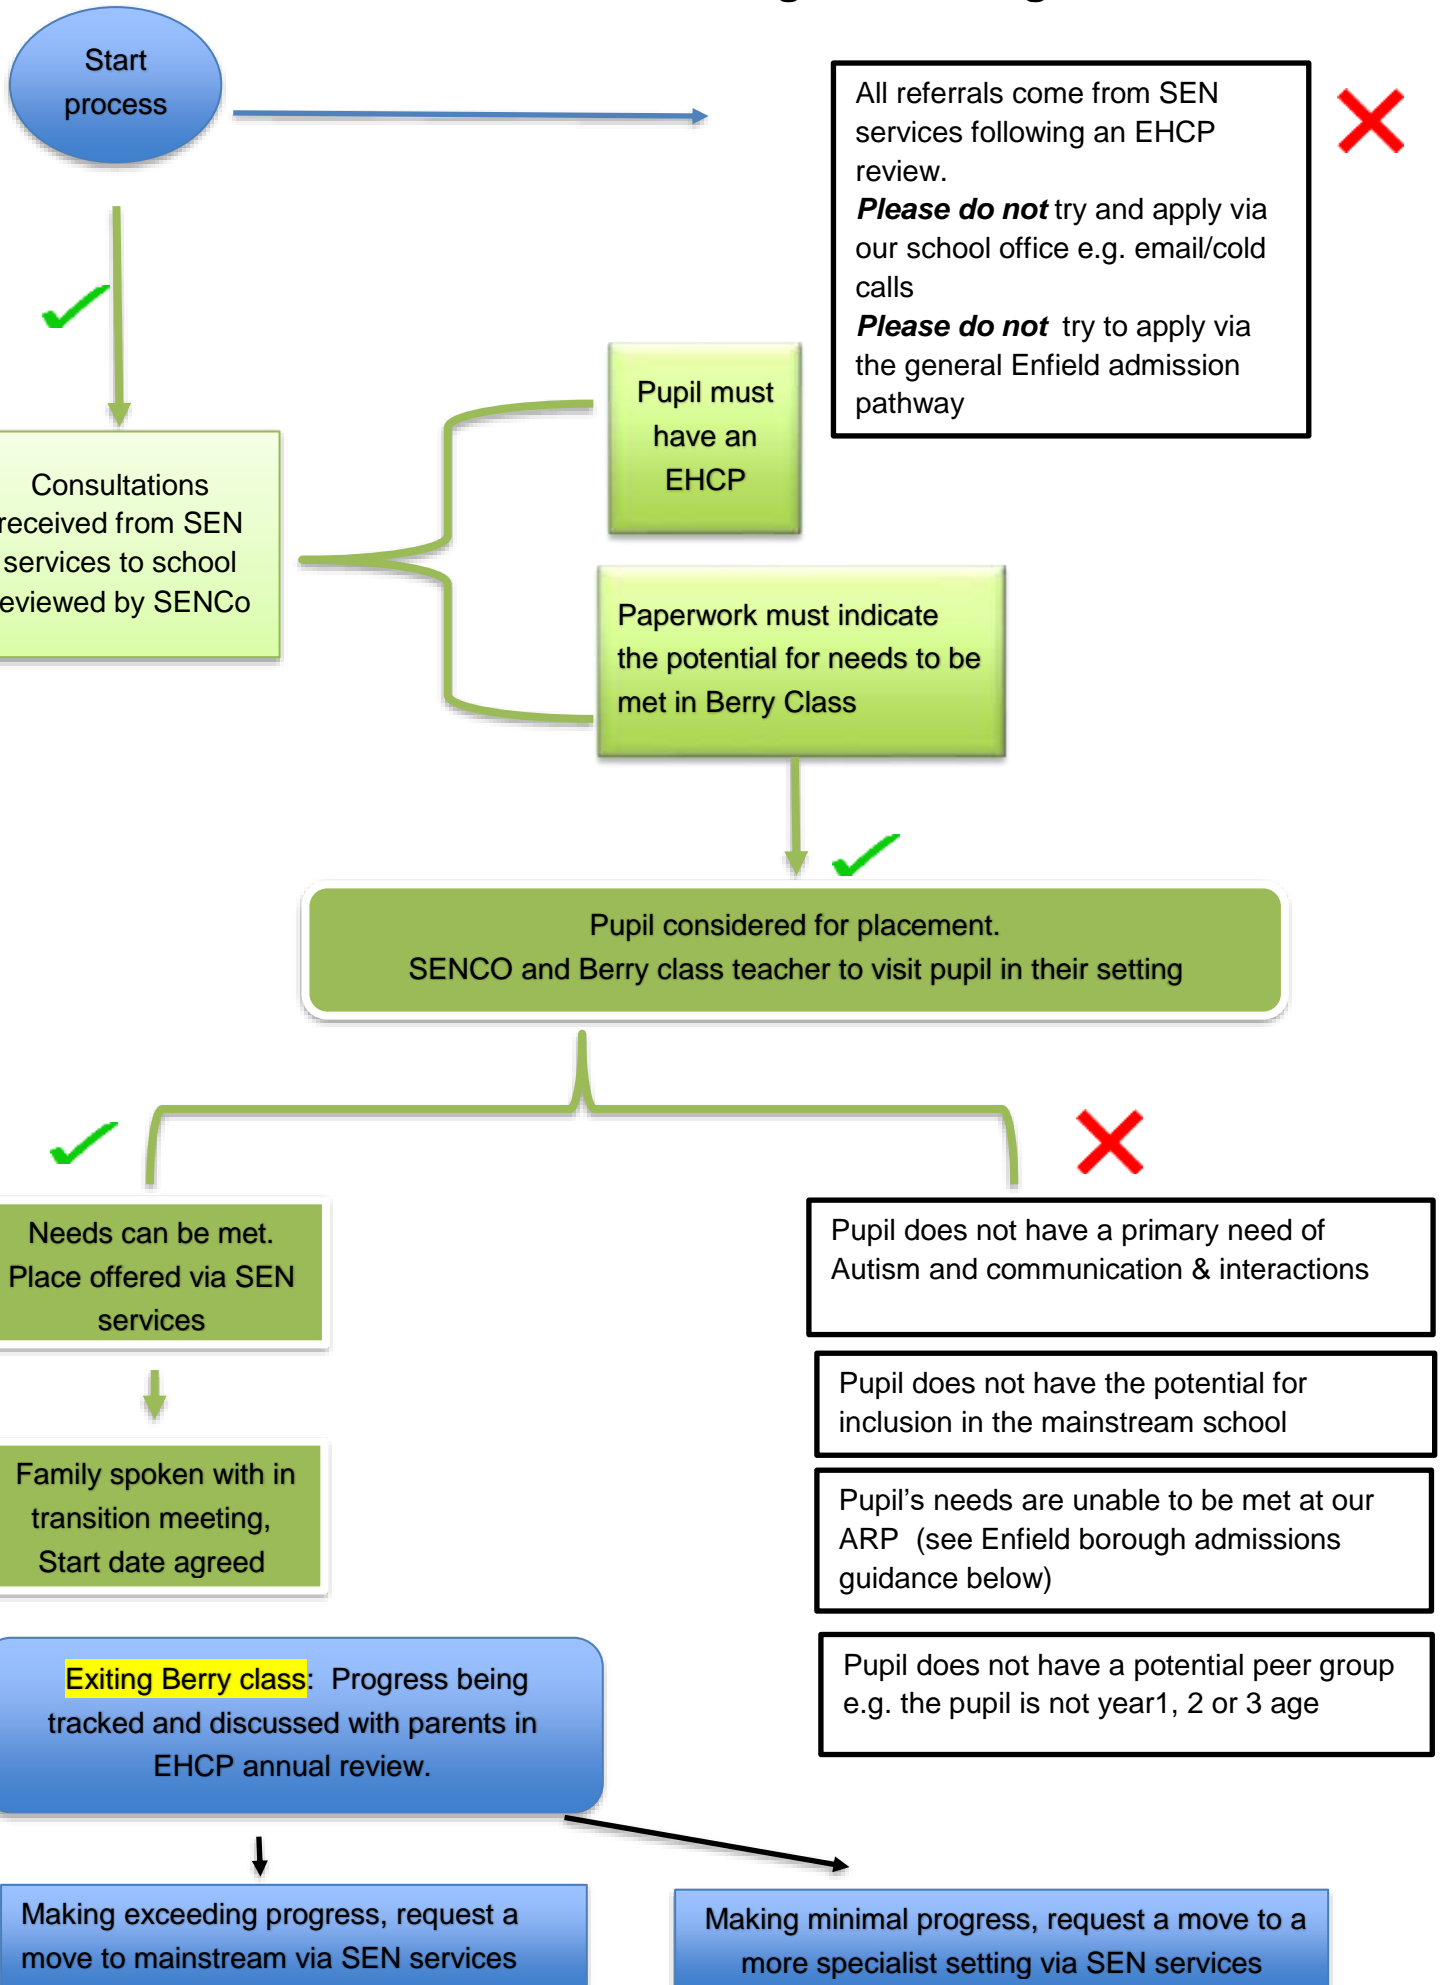 Start
process
All referrals come from SEN
services following an EHCP
review.
Please do not try and apply via
our school office e.g. email/cold
calls
Please do not try to apply via
the general Enfield admission
pathway
Pupil must
have an
EHCP
Consultations
received from SEN
services to school
reviewed by SENCo
Paperwork must indicate
the potential for needs to be
met in Berry Class
Pupil considered for placement.
SENCO and Berry class teacher to visit pupil in their setting
Needs can be met.
Place offered via SEN
services
Pupil does not have a primary need of
Autism and communication & interactions
Pupil does not have the potential for
inclusion in the mainstream school
Family spoken with in
transition meeting,
Start date agreed
Pupil’s needs are unable to be met at our
ARP (see Enfield borough admissions
guidance below)
Pupil does not have a potential peer group
e.g. the pupil is not year1, 2 or 3 age
Exiting Berry class: Progress being
tracked and discussed with parents in
EHCP annual review.
Making exceeding progress, request a
move to mainstream via SEN services
Making minimal progress, request a move to a
more specialist setting via SEN services